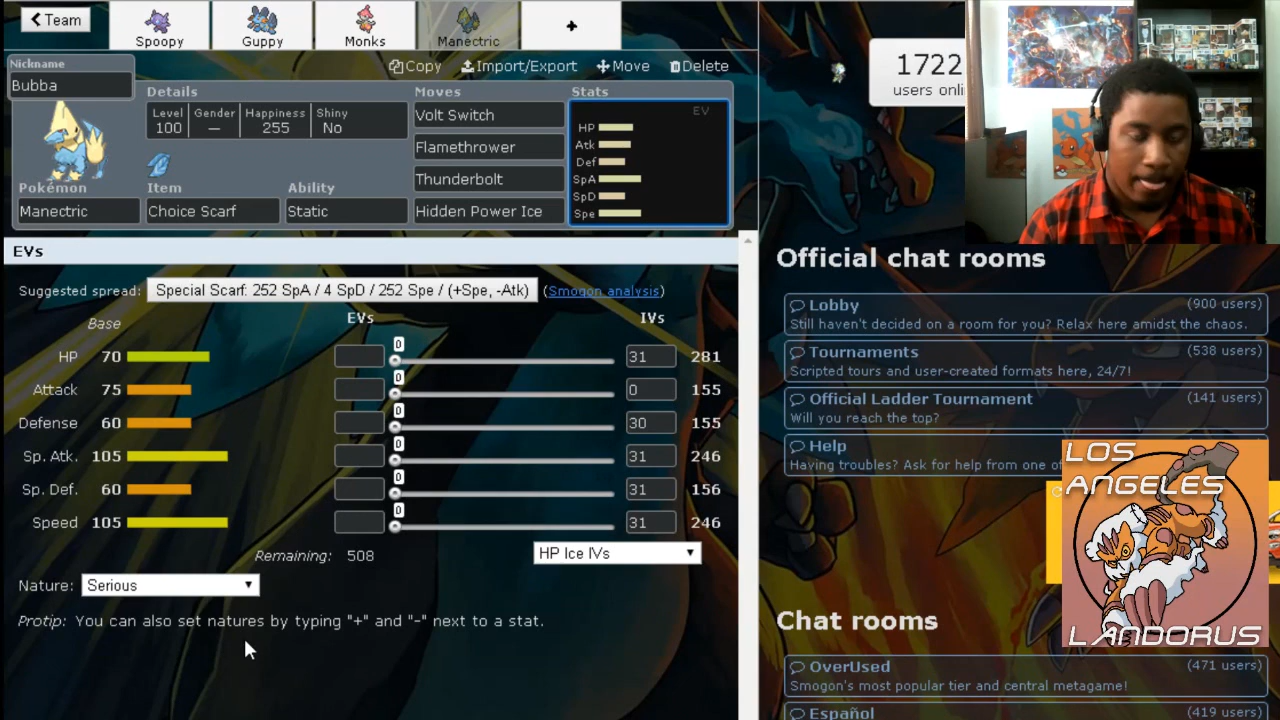 Team
Spoopy
Guppy
Monks
Manectric
+
Copy
Import/Export
Move
Delete
Nickname
Bubba
Details
Level
100
Gender
—
Happiness
255
Shiny
No
Moves
Volt Switch
Flamethrower
Thunderbolt
Hidden Power Ice
Stats
EV
HP
Atk
Def
SpA
SpD
Spe
Pokémon
Manectric
Item
Choice Scarf
Ability
Static
1722
users onli
EVs
Suggested spread: Special Scarf: 252 SpA / 4 SpD / 252 Spe / (+Spe, -Atk) (Smogon analysis)
Base EVs IVs
HP 70 0 31 281
Attack 75 0 0 155
Defense 60 0 30 155
Sp. Atk. 105 0 31 246
Sp. Def. 60 0 31 156
Speed 105 0 31 246
Remaining: 508
HP Ice IVs
Nature: Serious
Protip: You can also set natures by typing "+" and "-" next to a stat.
Official chat rooms
Lobby (900 users)
Still haven't decided on a room for you? Relax here amidst the chaos.
Tournaments (538 users)
Scripted tours and user-created formats here, 24/7!
Official Ladder Tournament (141 users)
Will you reach the top?
Help
Having troubles? Ask for help from one of
LOS
ANGELES
LANDORUS
Chat rooms
OverUsed (471 users)
Smogon's most popular tier and central metagame!
Español (419 users)